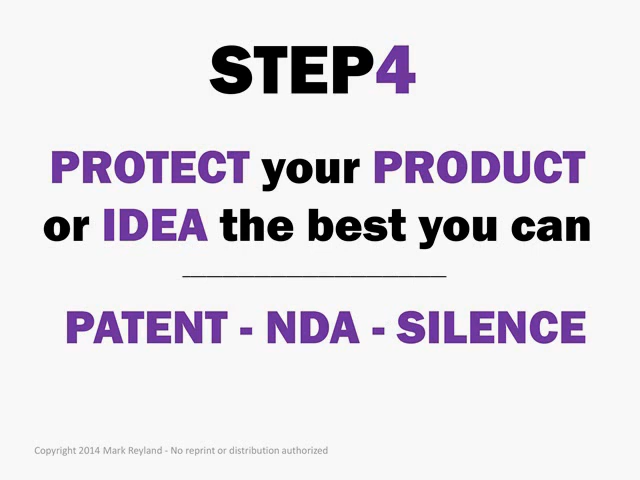 STEP4
PROTECT your PRODUCT
or IDEA the best you can
PATENT - NDA - SILENCE
Copyright 2014 Mark Reyland - No reprint or distribution authorized